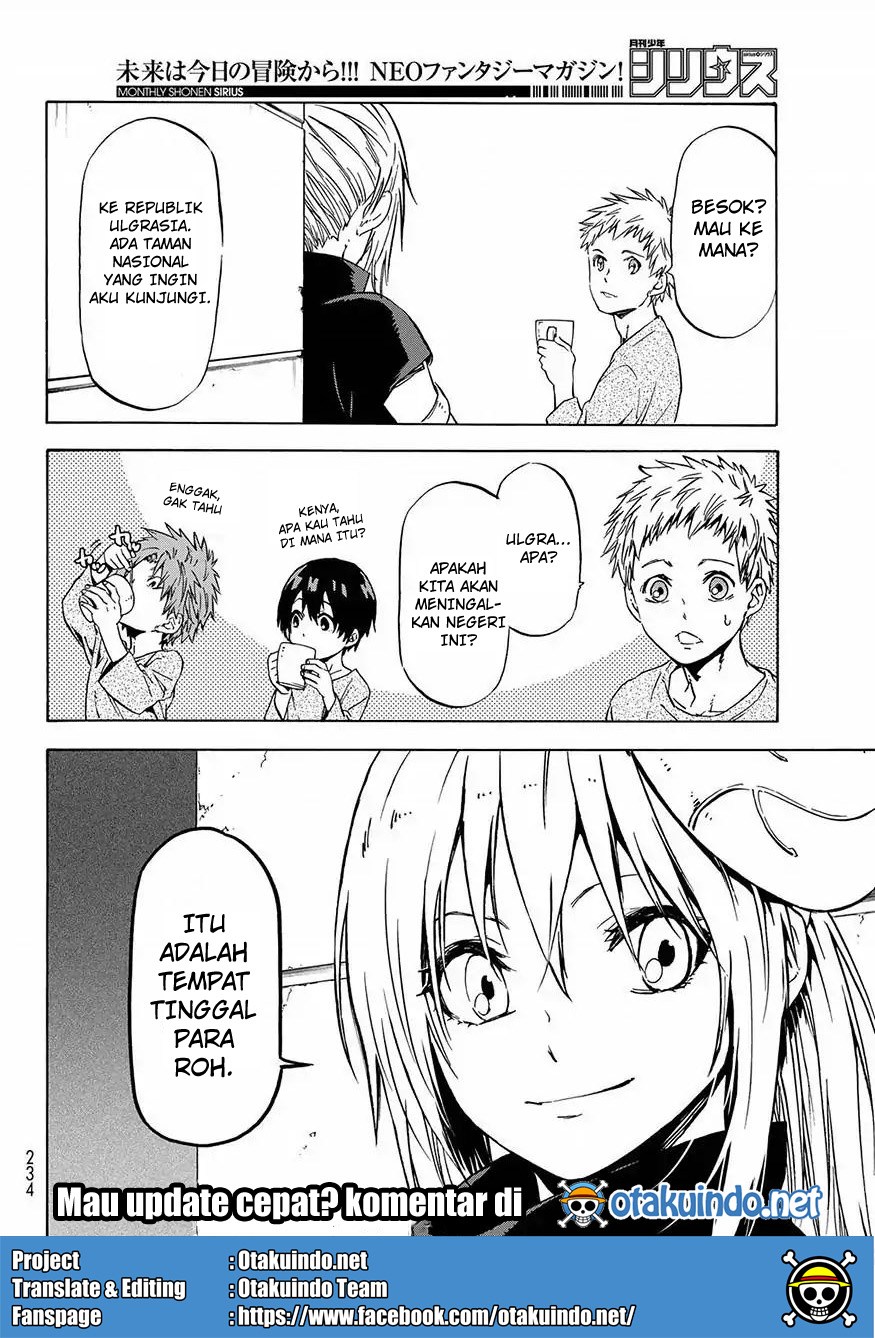 未来は今日の冒険から!!! NEOファンタジーマガジン!
月刊少年
シリウス
MONTHLY SHONEN SIRIUS
BESOK?
MAU KE
MANA?
KE REPUBLIK
ULGRASIA.
ADA TAMAN
NASIONAL
YANG INGIN
AKU KUNJUNGI.
ULGRA...
APA?
APAKAH
KITA AKAN
MENINGAL-
KAN NEGERI
INI?
KENYA,
APA KAU TAHU
DI MANA ITU?
ENGGAK,
GAK TAHU
ITU
ADALAH
TEMPAT
TINGGAL
PARA
ROH.
234
Mau update cepat? komentar di otakuindo.net
Project : Otakuindo.net
Translate & Editing : Otakuindo Team
Fanspage : https://www.facebook.com/otakuindo.net/